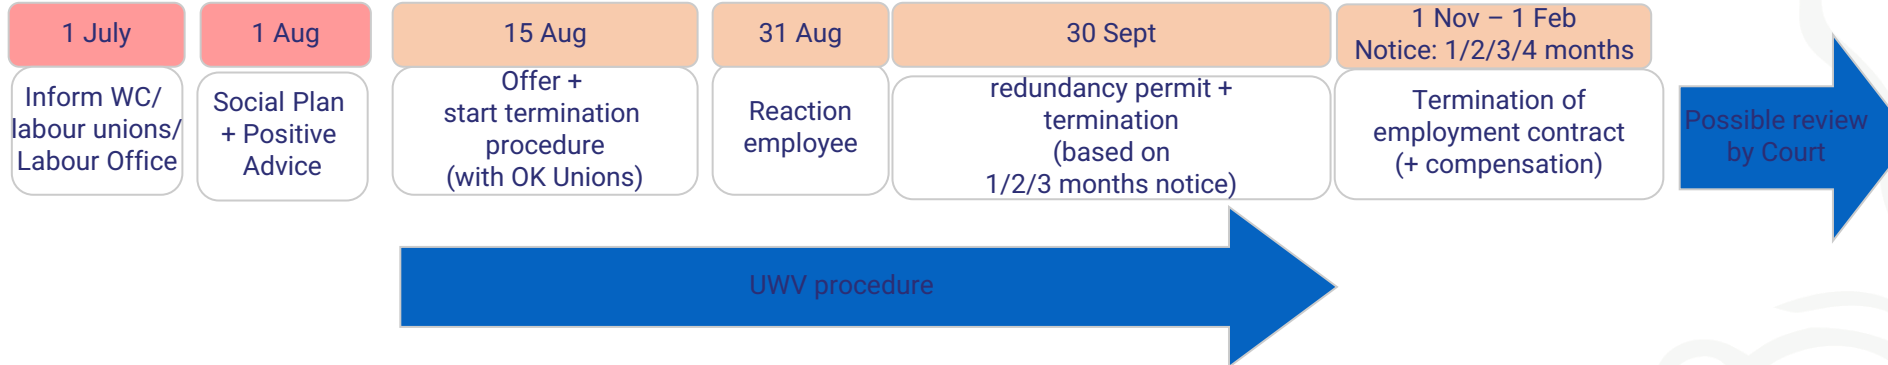 1 July
Inform WC/
labour unions/
Labour Office
1 Aug
Social Plan
+ Positive
Advice
15 Aug
Offer +
start termination
procedure
(with OK Unions)
31 Aug
Reaction
employee
30 Sept
redundancy permit +
termination
(based on
1/2/3 months notice)
1 Nov – 1 Feb
Notice: 1/2/3/4 months
Termination of
employment contract
(+ compensation)
Possible review
by Court
UWV procedure